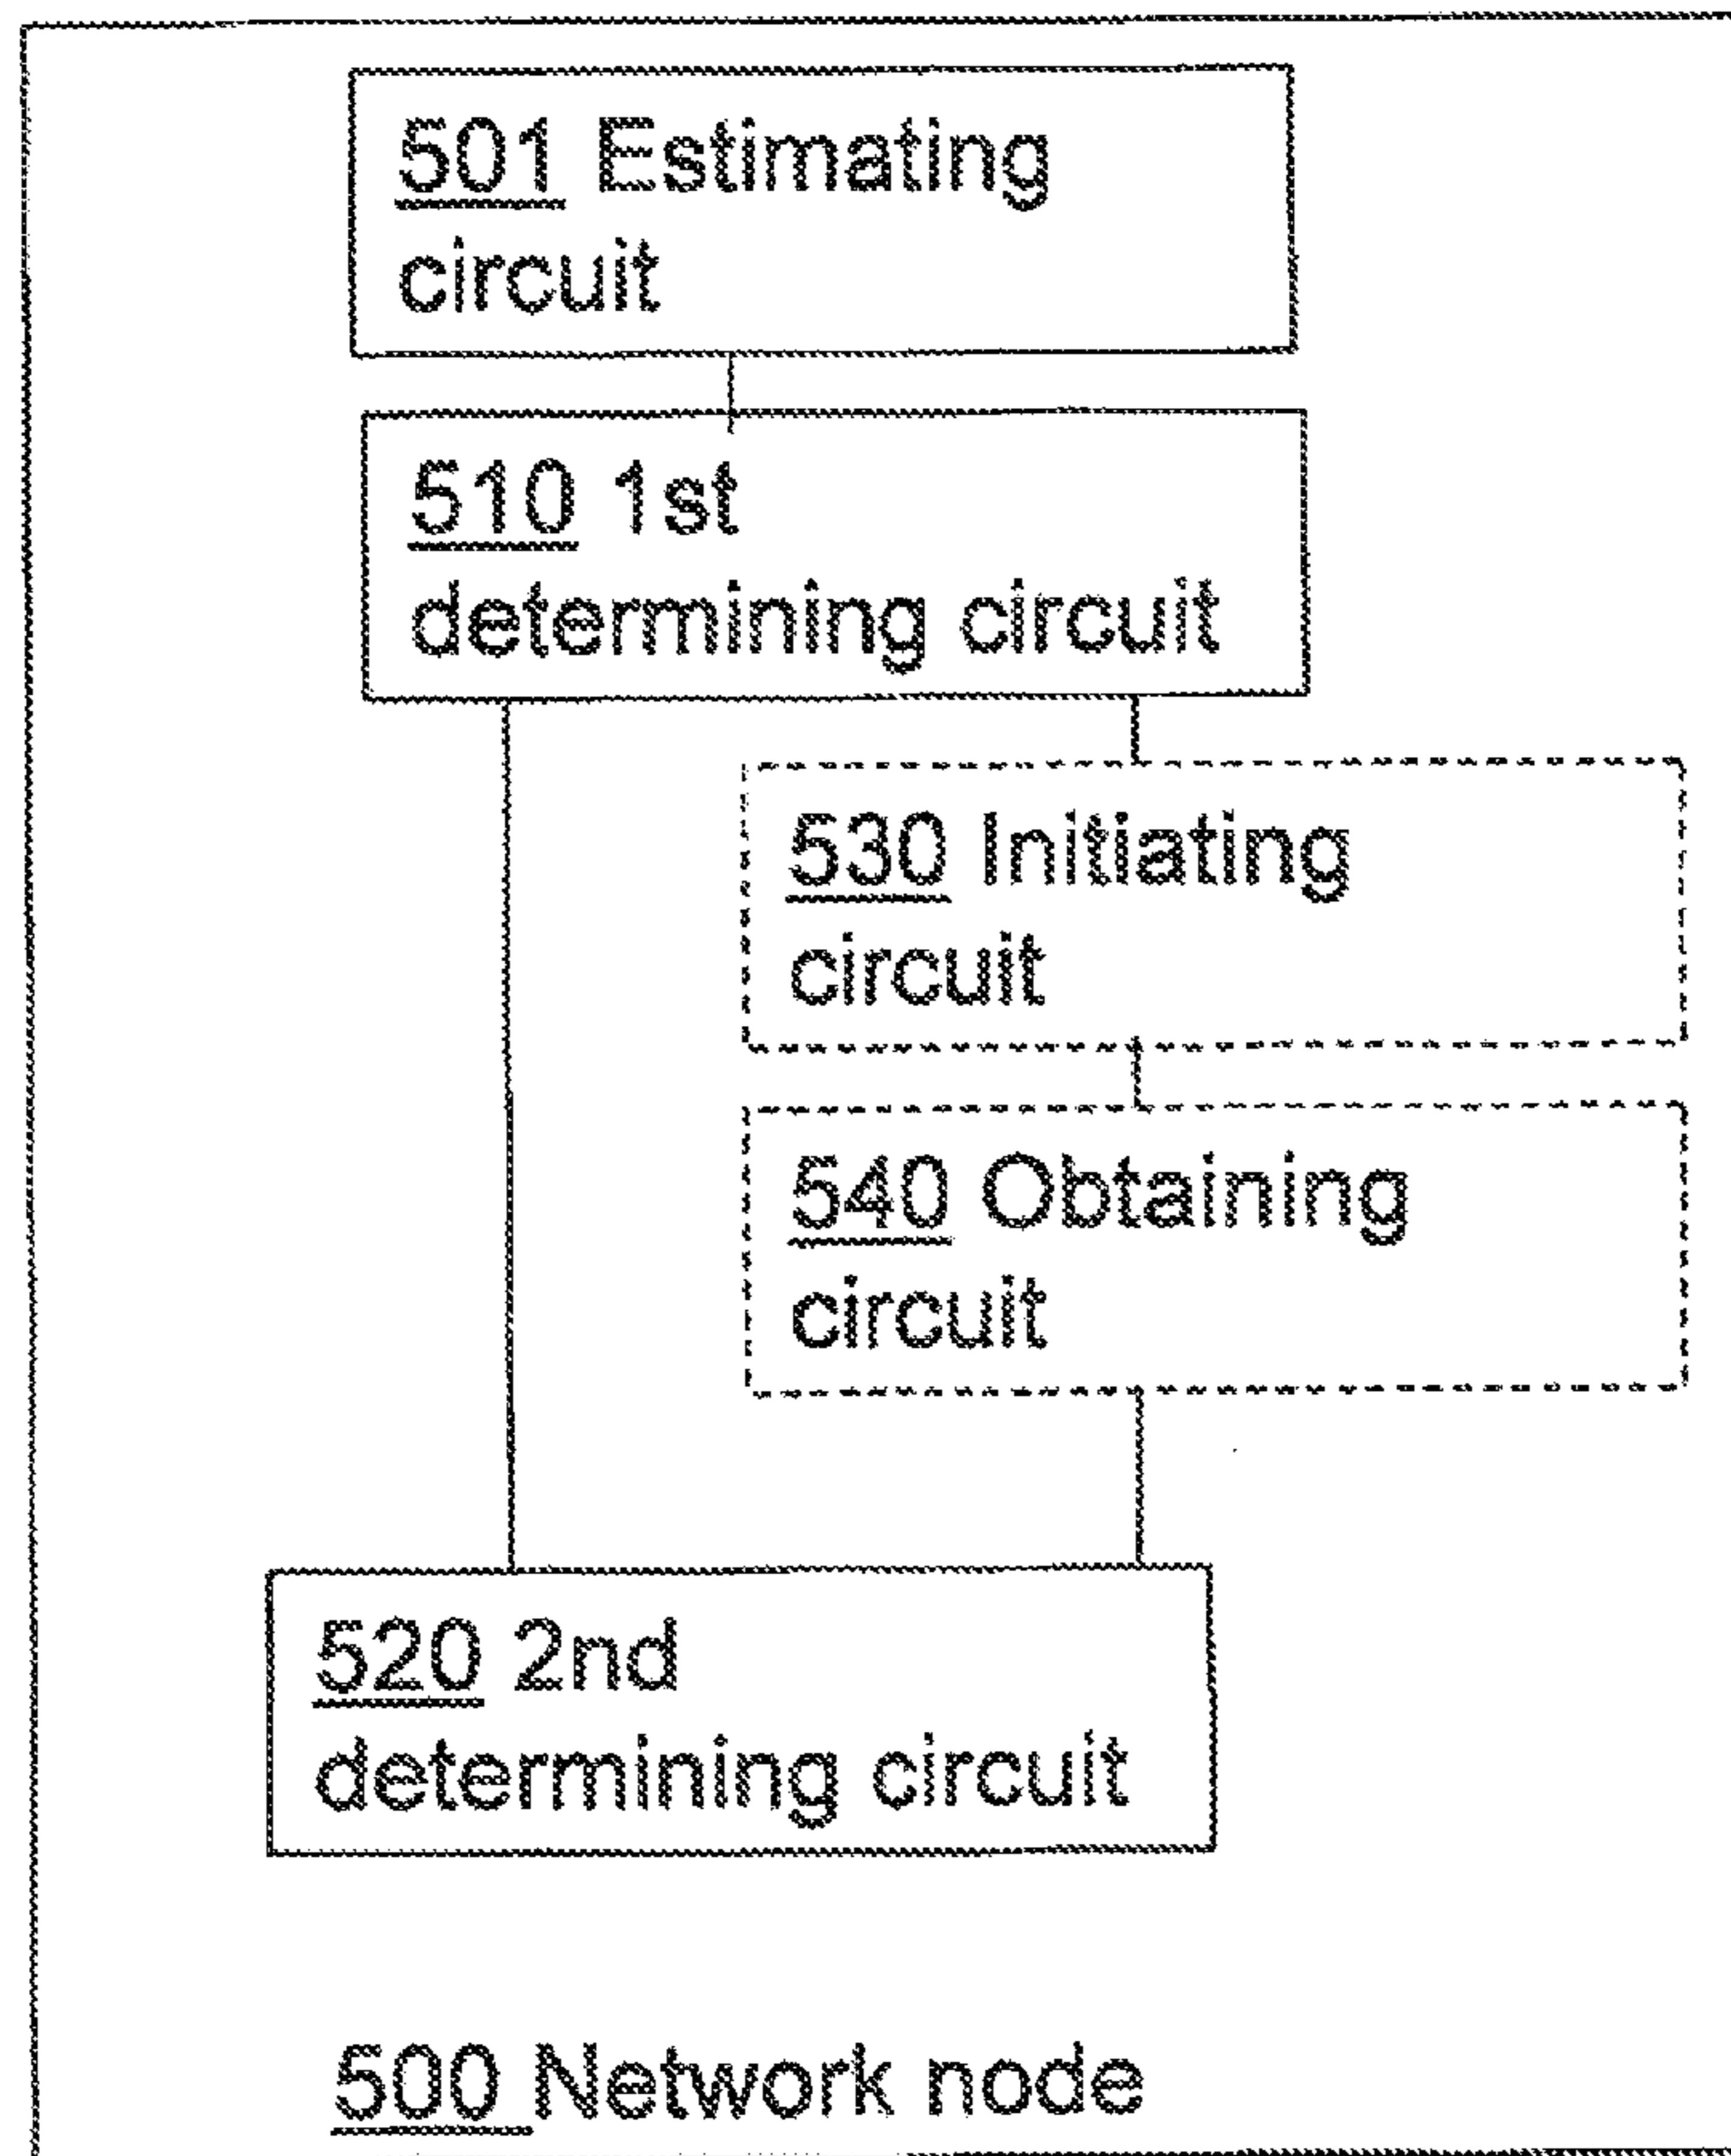 501 Estimating
circuit
510 1st
determining circuit
530 Initiating
circuit
540 Obtaining
circuit
520 2nd
determining circuit
500 Network node